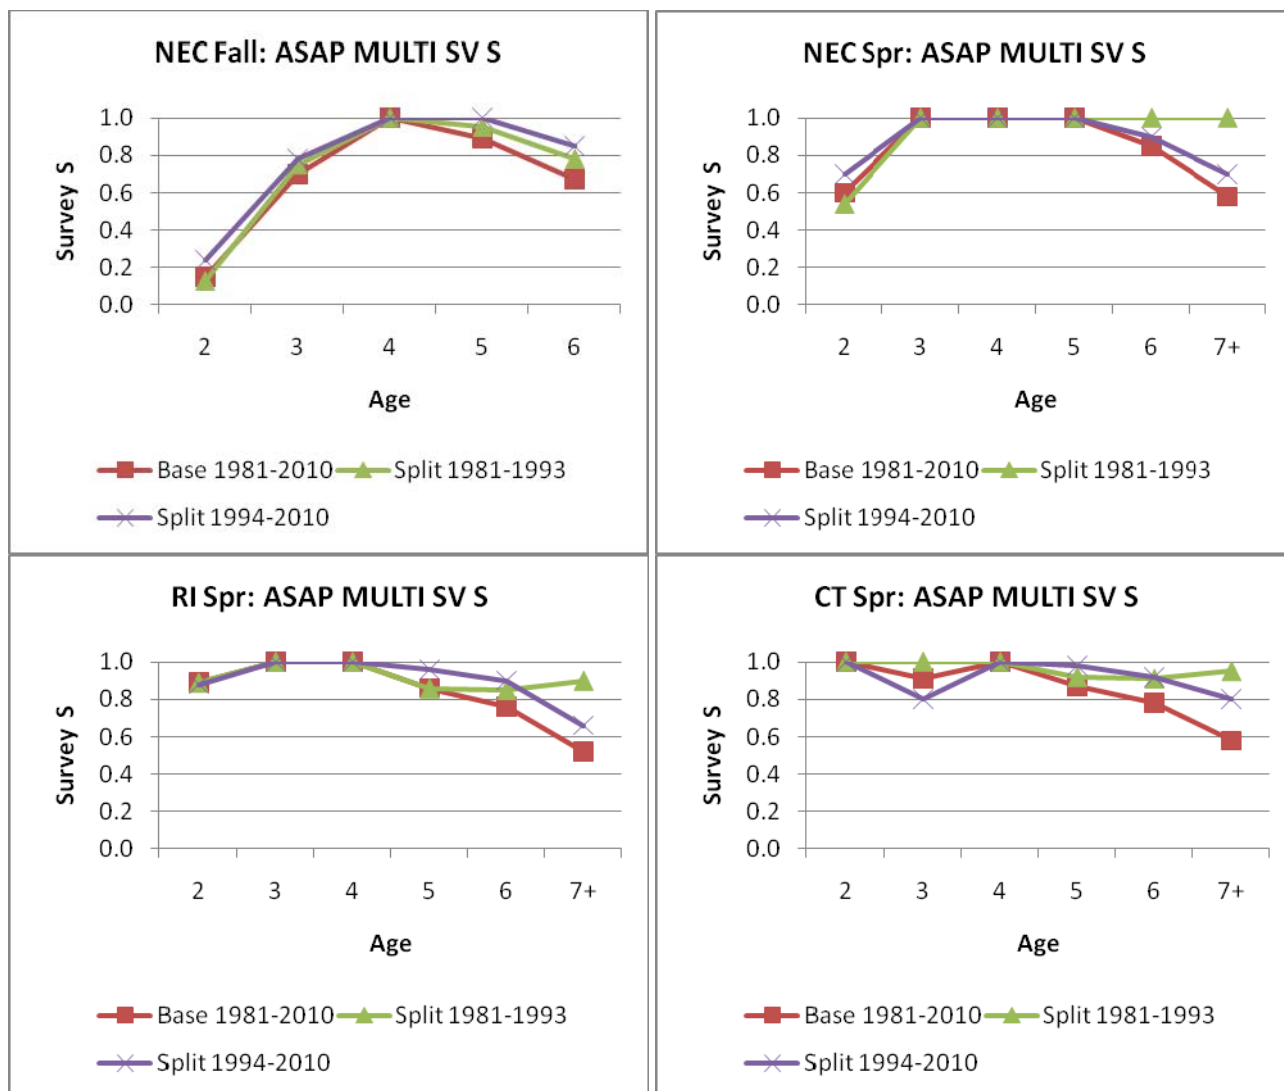 NEC Fall: ASAP MULTI SV S
Survey S
1.0
0.8
0.6
0.4
0.2
0.0
2 3 4 5 6
Age
Base 1981-2010 Split 1981-1993
Split 1994-2010
NEC Spr: ASAP MULTI SV S
Survey S
1.0
0.8
0.6
0.4
0.2
0.0
2 3 4 5 6 7+
Age
Base 1981-2010 Split 1981-1993
Split 1994-2010
RI Spr: ASAP MULTI SV S
Survey S
1.0
0.8
0.6
0.4
0.2
0.0
2 3 4 5 6 7+
Age
Base 1981-2010 Split 1981-1993
Split 1994-2010
CT Spr: ASAP MULTI SV S
Survey S
1.0
0.8
0.6
0.4
0.2
0.0
2 3 4 5 6 7+
Age
Base 1981-2010 Split 1981-1993
Split 1994-2010